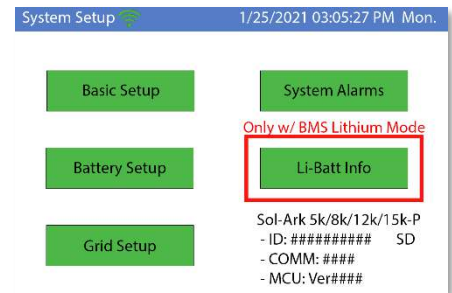 System Setup 1/25/2021 03:05:27 PM Mon.
Basic Setup System Alarms
Only w/ BMS Lithium Mode
Battery Setup Li-Batt Info
Sol-Ark 5k/8k/12k/15k-P
Grid Setup - ID: ########## SD
- COMM: ####
- MCU: Ver####